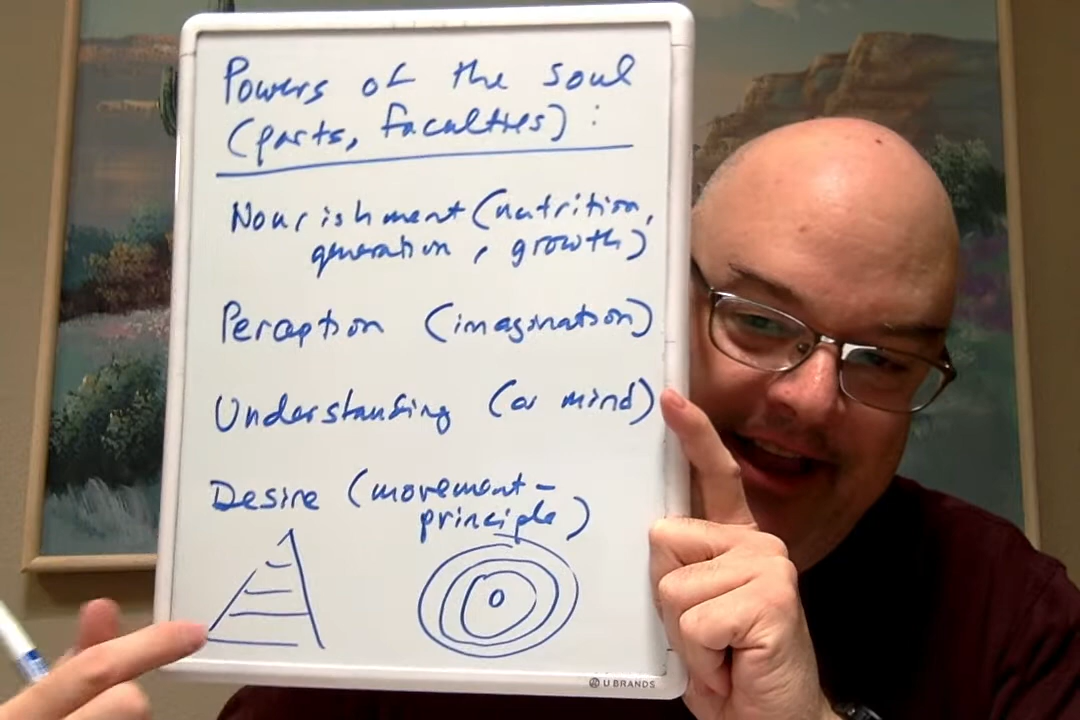 Powers of the soul
(parts, faculties):
Nourishment (nutrition,
generation, growth)
Perception (imagination)
Understanding (or mind)
Desire (movement-
principle)
U BRANDS